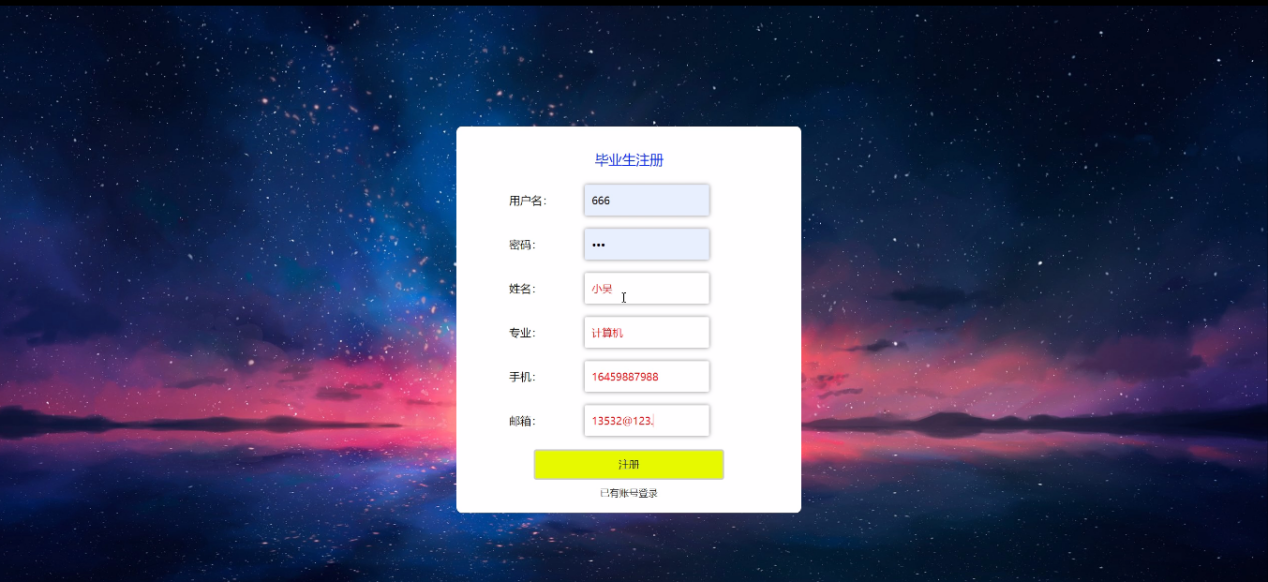 毕业生注册
用户名：666
密码：•••
姓名：小吴
专业：计算机
手机：16459887988
邮箱：13532@123.
注册
已有账号登录